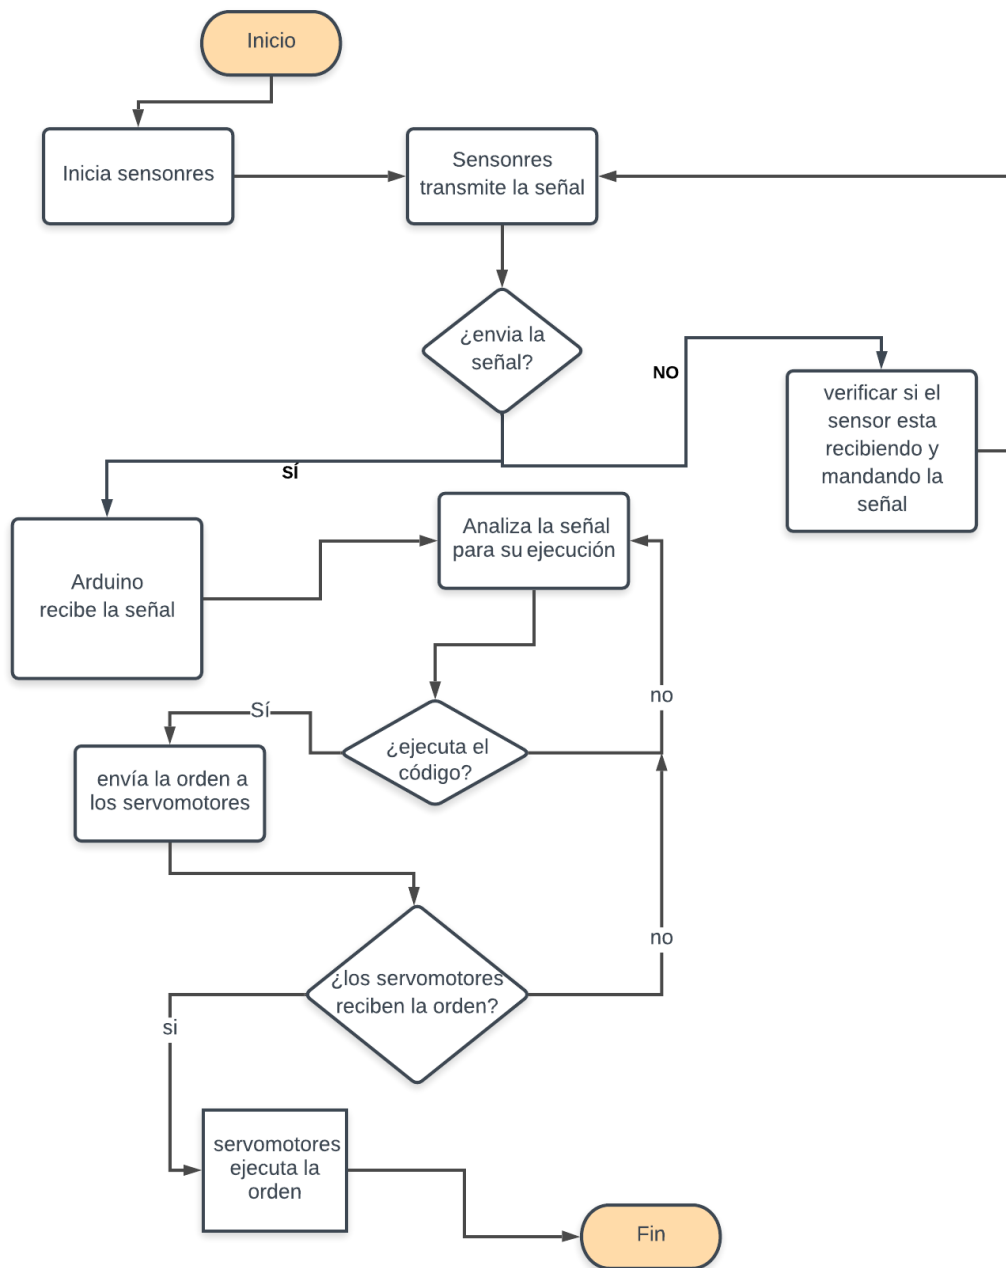 Inicio
Inicia sensonres
Sensonres
transmite la señal
¿envia la
señal?
NO
verificar si el
sensor esta
recibiendo y
mandando la
señal
SÍ
Analiza la señal
para su ejecución
Arduino
recibe la señal
no
Sí
¿ejecuta el
código?
envía la orden a
los servomotores
no
¿los servomotores
reciben la orden?
si
servomotores
ejecuta la
orden
Fin